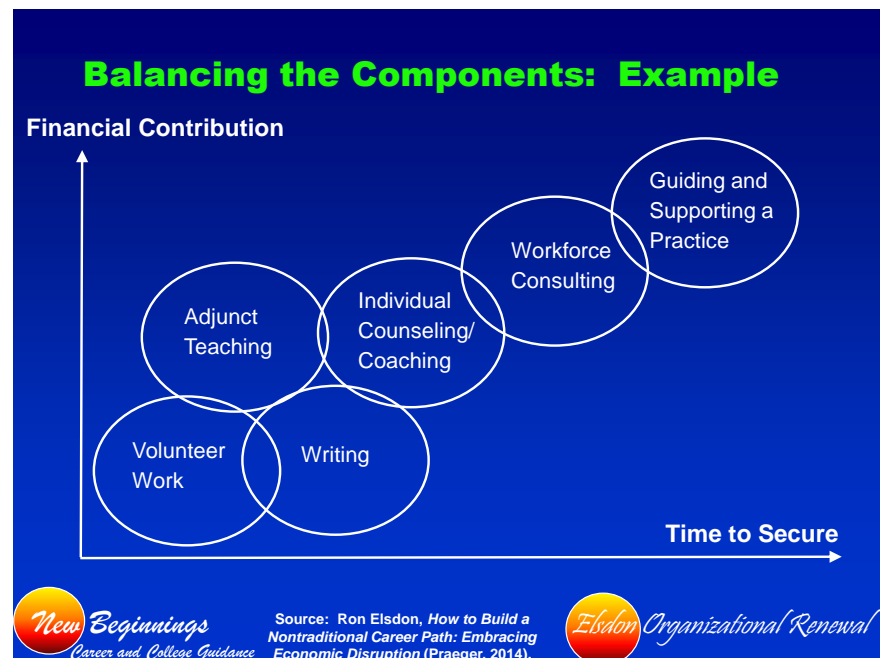 Balancing the Components: Example
Financial Contribution
Guiding and
Supporting a
Practice
Workforce
Consulting
Individual
Counseling/
Coaching
Adjunct
Teaching
Volunteer
Work
Writing
Time to Secure
New Beginnings
Career and College Guidance
Source: Ron Elsdon, How to Build a
Nontraditional Career Path: Embracing
Economic Disruption (Praeger, 2014).
Elsdon Organizational Renewal